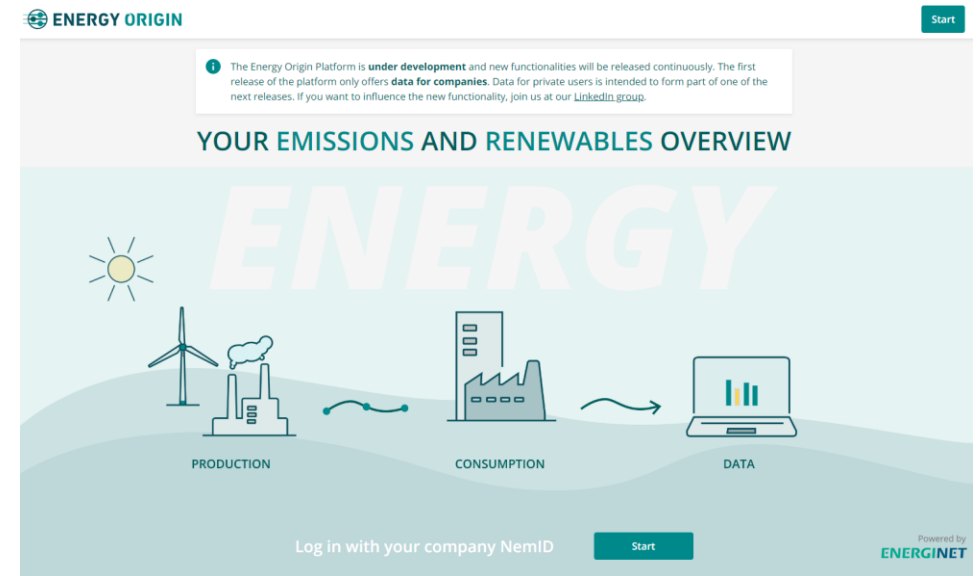 ENERGY ORIGIN
Start
The Energy Origin Platform is under development and new functionalities will be released continuously. The first
release of the platform only offers data for companies. Data for private users is intended to form part of one of the
next releases. If you want to influence the new functionality, join us at our LinkedIn group.
YOUR EMISSIONS AND RENEWABLES OVERVIEW
ENERGY
PRODUCTION
CONSUMPTION
DATA
Log in with your company NemID
Start
Powered by
ENERGINET